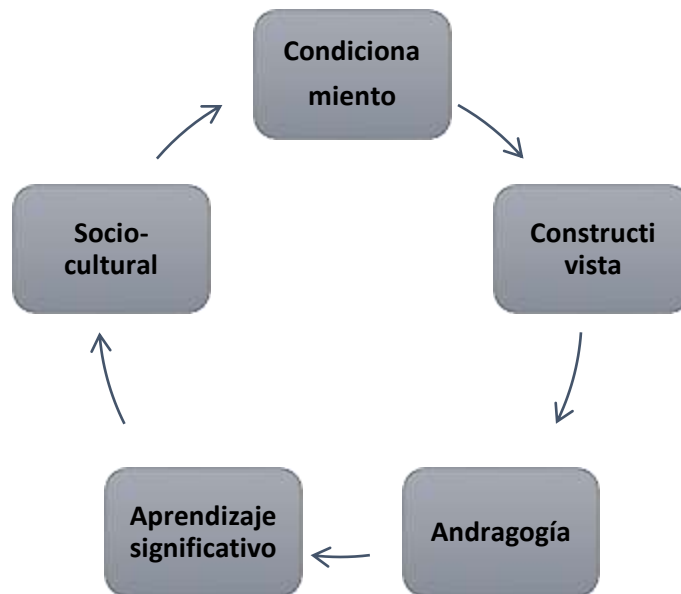 Condiciona
miento
Constructi
vista
Andragogía
Aprendizaje
significativo
Socio-
cultural